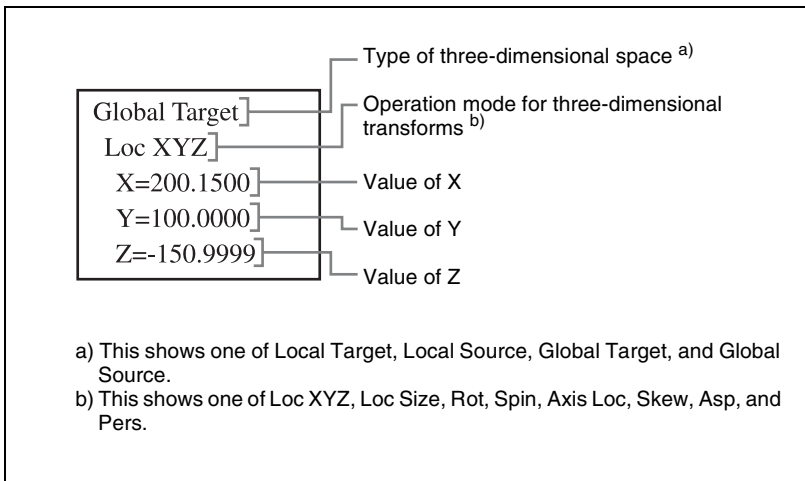 Type of three-dimensional space a)
Global Target
Operation mode for three-dimensional
transforms b)
Loc XYZ
X=200.1500
Value of X
Y=100.0000
Value of Y
Z=-150.9999
Value of Z
a) This shows one of Local Target, Local Source, Global Target, and Global
Source.
b) This shows one of Loc XYZ, Loc Size, Rot, Spin, Axis Loc, Skew, Asp, and
Pers.